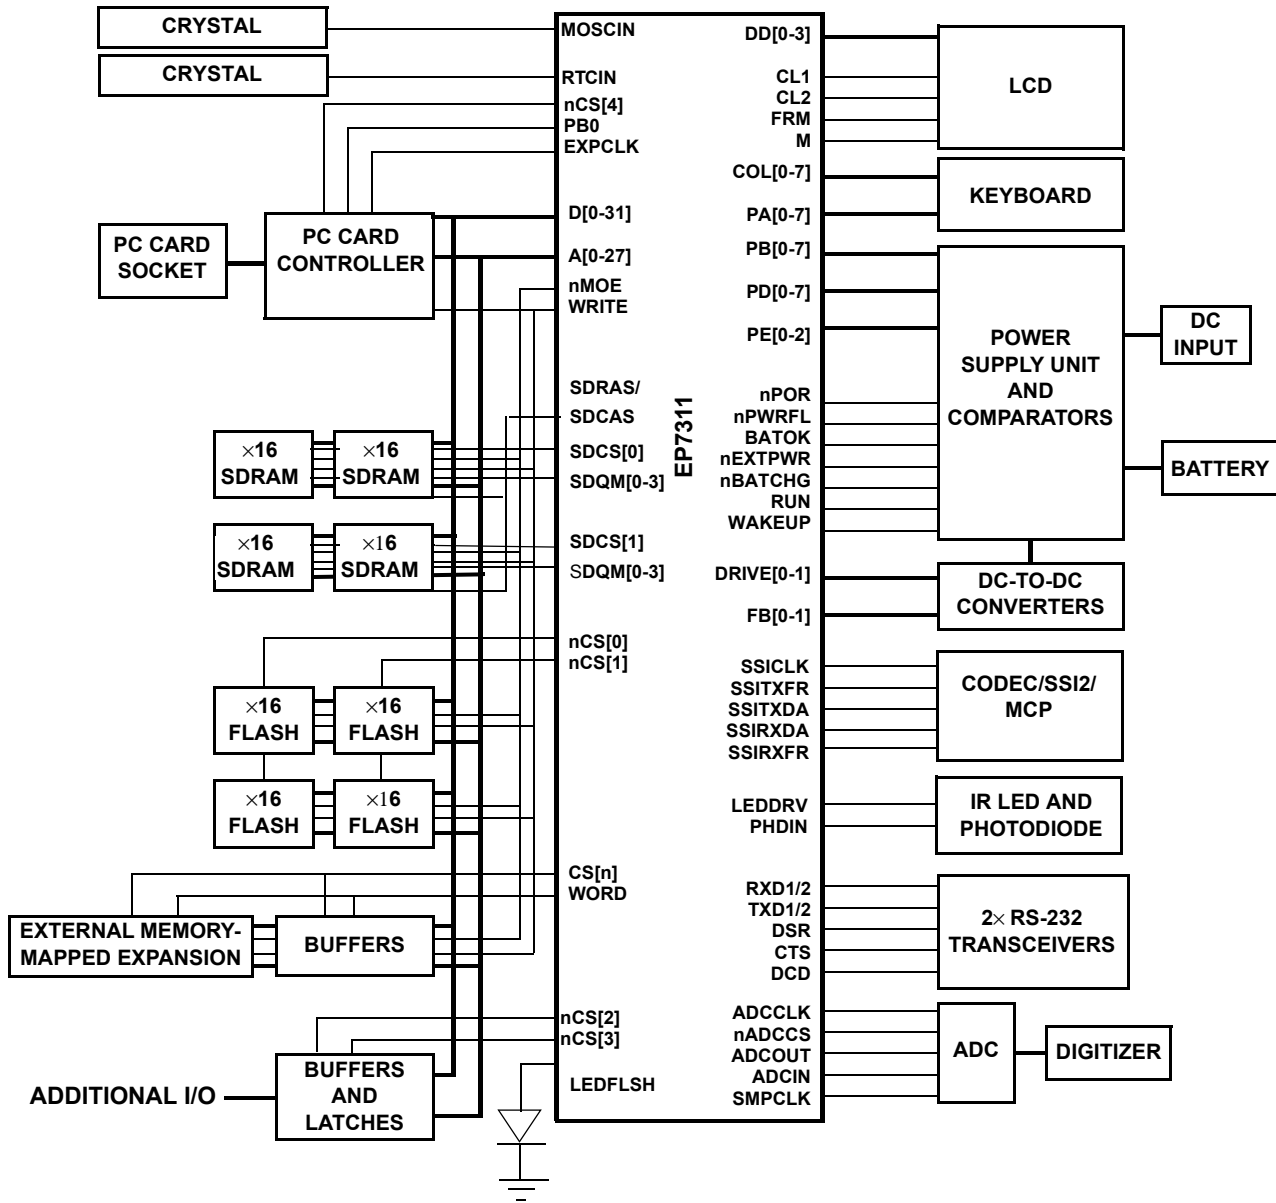 CRYSTAL
CRYSTAL
PC CARD
SOCKET
PC CARD
CONTROLLER
×16
SDRAM
×16
SDRAM
×16
SDRAM
×16
SDRAM
×16
FLASH
×16
FLASH
×16
FLASH
×16
FLASH
EXTERNAL MEMORY-
MAPPED EXPANSION
BUFFERS
ADDITIONAL I/O
BUFFERS
AND
LATCHES
MOSCIN
RTCIN
nCS[4]
PB0
EXPCLK
D[0-31]
A[0-27]
nMOE
WRITE
SDRAS/
SDCAS
SDCS[0]
SDQM[0-3]
SDCS[1]
SDQM[0-3]
nCS[0]
nCS[1]
CS[n]
WORD
nCS[2]
nCS[3]
LEDFLSH
EP7311
DD[0-3]
CL1
CL2
FRM
M
COL[0-7]
PA[0-7]
PB[0-7]
PD[0-7]
PE[0-2]
nPOR
nPWRFL
BATOK
nEXTPWR
nBATCHG
RUN
WAKEUP
DRIVE[0-1]
FB[0-1]
SSICLK
SSITXFR
SSITXDA
SSIRXDA
SSIRXFR
LEDDRV
PHDIN
RXD1/2
TXD1/2
DSR
CTS
DCD
ADCCLK
nADCCS
ADCOUT
ADCIN
SMPCLK
LCD
KEYBOARD
POWER
SUPPLY UNIT
AND
COMPARATORS
DC
INPUT
BATTERY
DC-TO-DC
CONVERTERS
CODEC/SSI2/
MCP
IR LED AND
PHOTODIODE
2× RS-232
TRANSCEIVERS
ADC
DIGITIZER